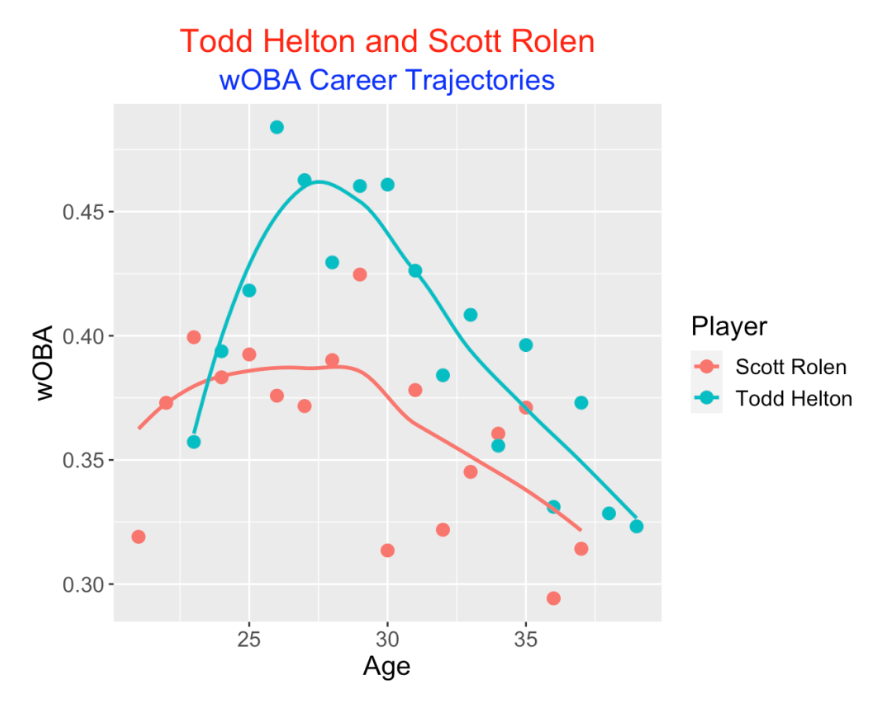 Todd Helton and Scott Rolen
wOBA Career Trajectories
wOBA
0.45
0.40
0.35
0.30
25 30 35
Age
Player
Scott Rolen
Todd Helton